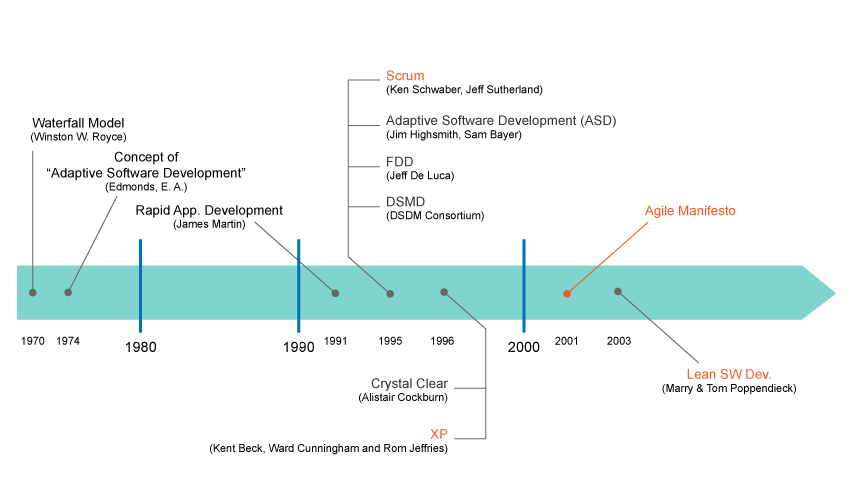 Scrum
(Ken Schwaber, Jeff Sutherland)
Adaptive Software Development (ASD)
(Jim Highsmith, Sam Bayer)
FDD
(Jeff De Luca)
DSMD
(DSDM Consortium)
Waterfall Model
(Winston W. Royce)
Concept of
“Adaptive Software Development”
(Edmonds, E. A.)
Rapid App. Development
(James Martin)
Agile Manifesto
1970
1974
1980
1990
1991
1995
1996
2000
2001
2003
Crystal Clear
(Alistair Cockburn)
XP
(Kent Beck, Ward Cunningham and Rom Jeffries)
Lean SW Dev.
(Marry & Tom Poppendieck)